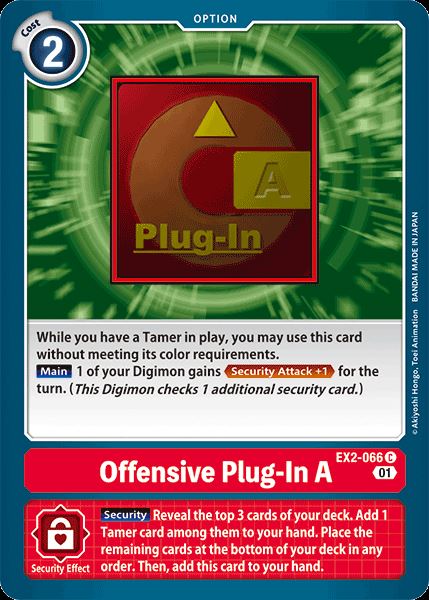 OPTION
Cost
2
A
Plug-In
While you have a Tamer in play, you may use this card
without meeting its color requirements.
Main 1 of your Digimon gains Security Attack +1 for the
turn. (This Digimon checks 1 additional security card.)
©Akiyoshi Hongo, Toei Animation BANDAI MADE IN JAPAN
EX2-066 C
Offensive Plug-In A
01
Security Reveal the top 3 cards of your deck. Add 1
Tamer card among them to your hand. Place the
remaining cards at the bottom of your deck in any
order. Then, add this card to your hand.
Security Effect